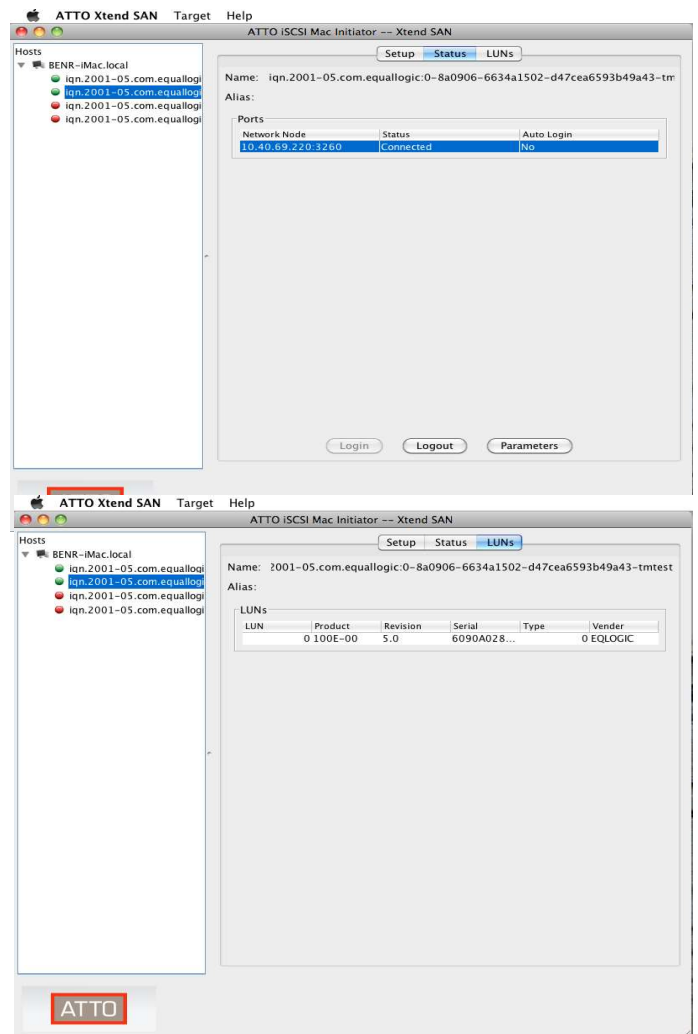 ATTO Xtend SAN Target Help
ATTO iSCSI Mac Initiator -- Xtend SAN
Hosts
BENR-iMac.local
iqn.2001-05.com.equallogi
iqn.2001-05.com.equallogi
iqn.2001-05.com.equallogi
iqn.2001-05.com.equallogi
Setup Status LUNs
Name: iqn.2001-05.com.equallogic:0-8a0906-6634a1502-d47cea6593b49a43-tm
Alias:
Ports
Network Node Status Auto Login
10.40.69.220:3260 Connected No
Login Logout Parameters
ATTO Xtend SAN Target Help
ATTO iSCSI Mac Initiator -- Xtend SAN
Hosts
BENR-iMac.local
iqn.2001-05.com.equallogi
iqn.2001-05.com.equallogi
iqn.2001-05.com.equallogi
iqn.2001-05.com.equallogi
Setup Status LUNs
Name: 2001-05.com.equallogic:0-8a0906-6634a1502-d47cea6593b49a43-tmtest
Alias:
LUNs
LUN Product Revision Serial Type Vender
0 100E-00 5.0 6090A028... 0 EQLOGIC
ATTO